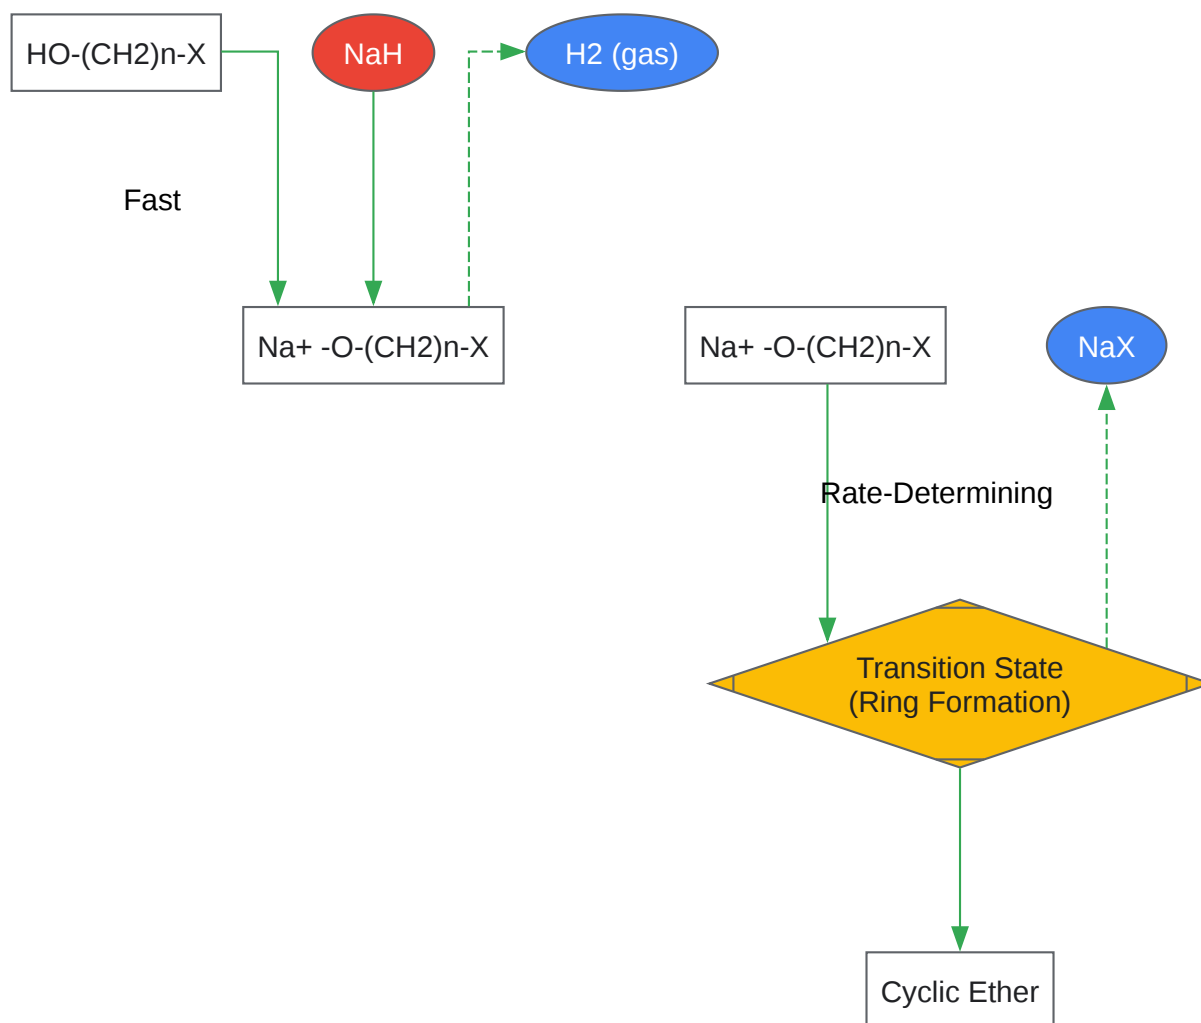 HO-(CH2)n-X
NaH
H2 (gas)
Fast
Na+ -O-(CH2)n-X
Na+ -O-(CH2)n-X
NaX
Rate-Determining
Transition State
(Ring Formation)
Cyclic Ether